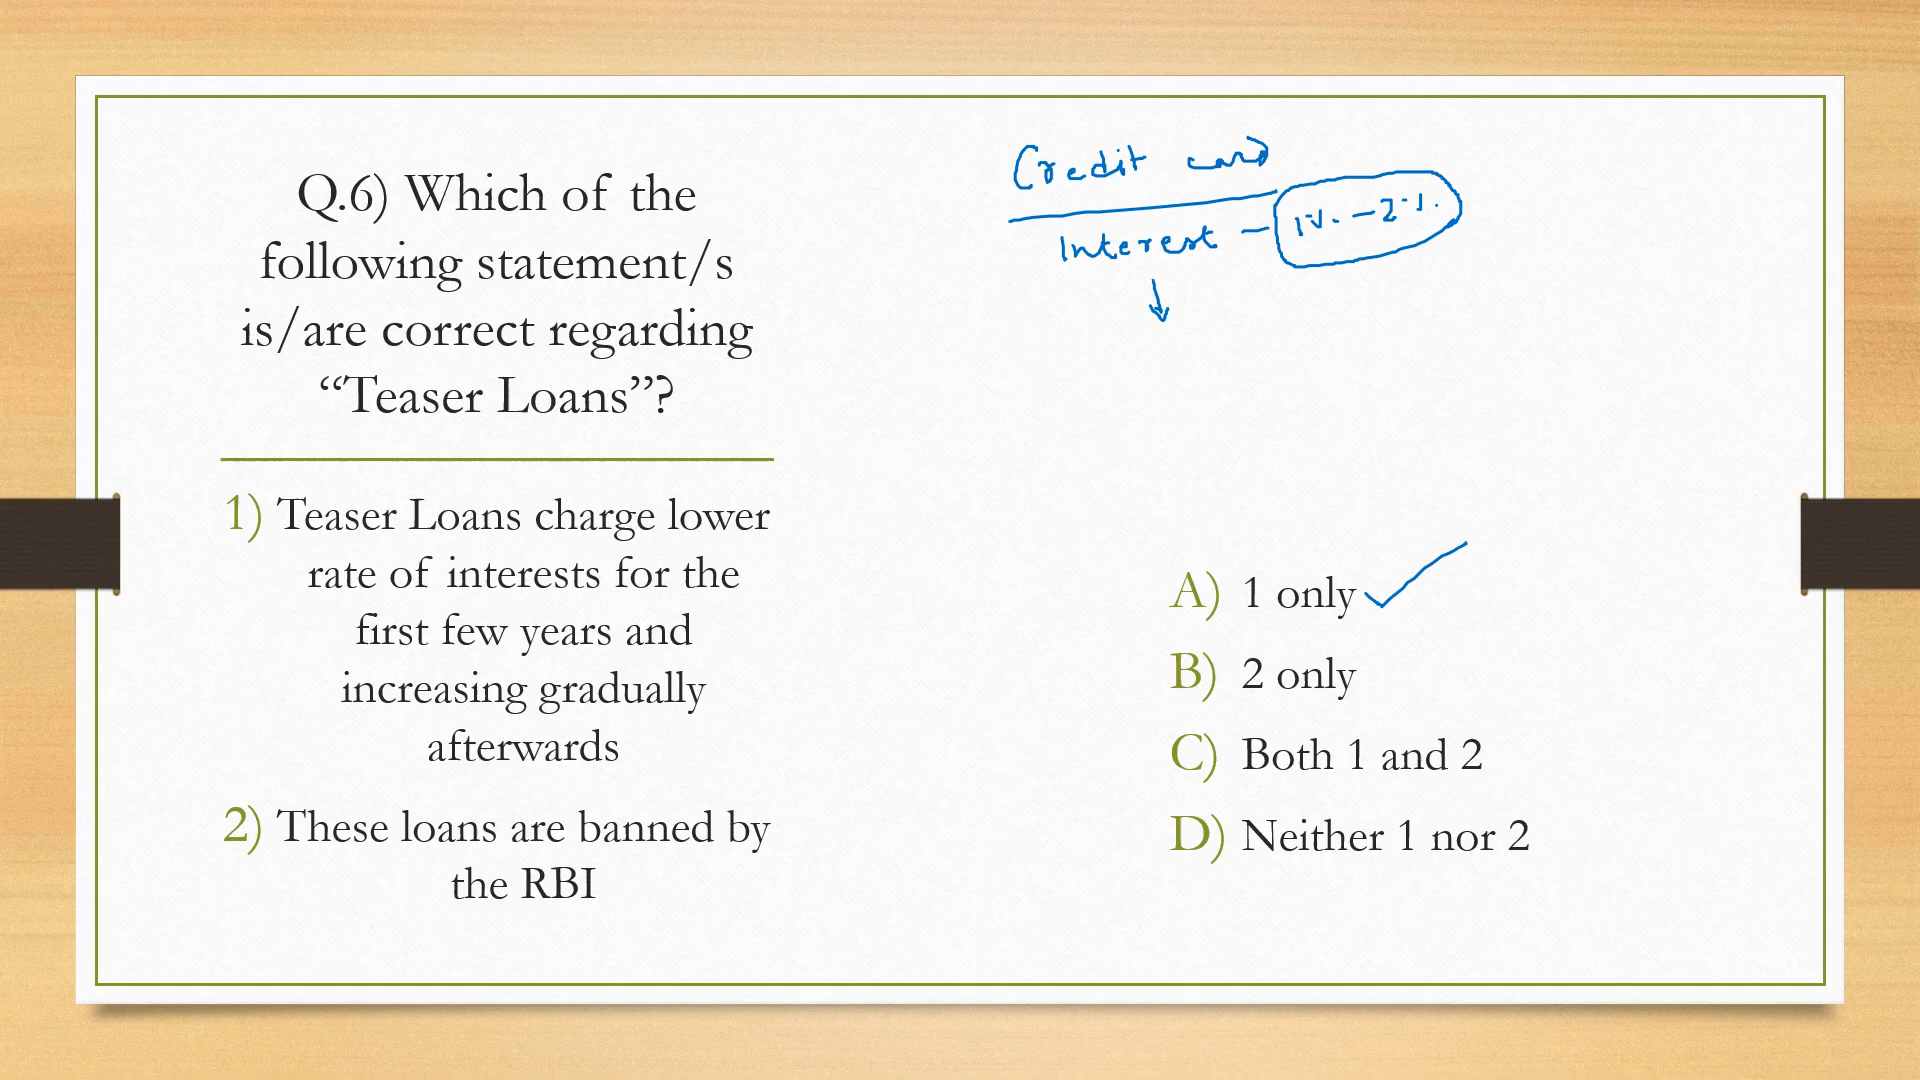 Q.6) Which of the
following statement/s
is/are correct regarding
“Teaser Loans”?
1) Teaser Loans charge lower
rate of interests for the
first few years and
increasing gradually
afterwards
2) These loans are banned by
the RBI
Credit card
Interest - 1%. - 2%.
A) 1 only
B) 2 only
C) Both 1 and 2
D) Neither 1 nor 2